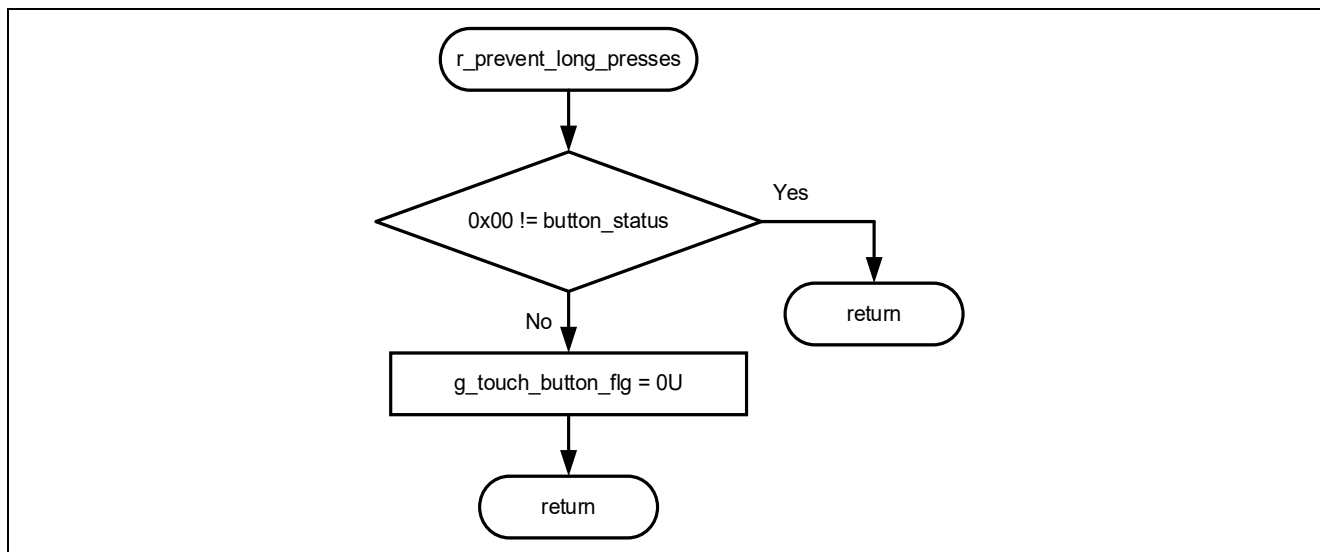 r_prevent_long_presses
0x00 != button_status
Yes
return
No
g_touch_button_flg = 0U
return